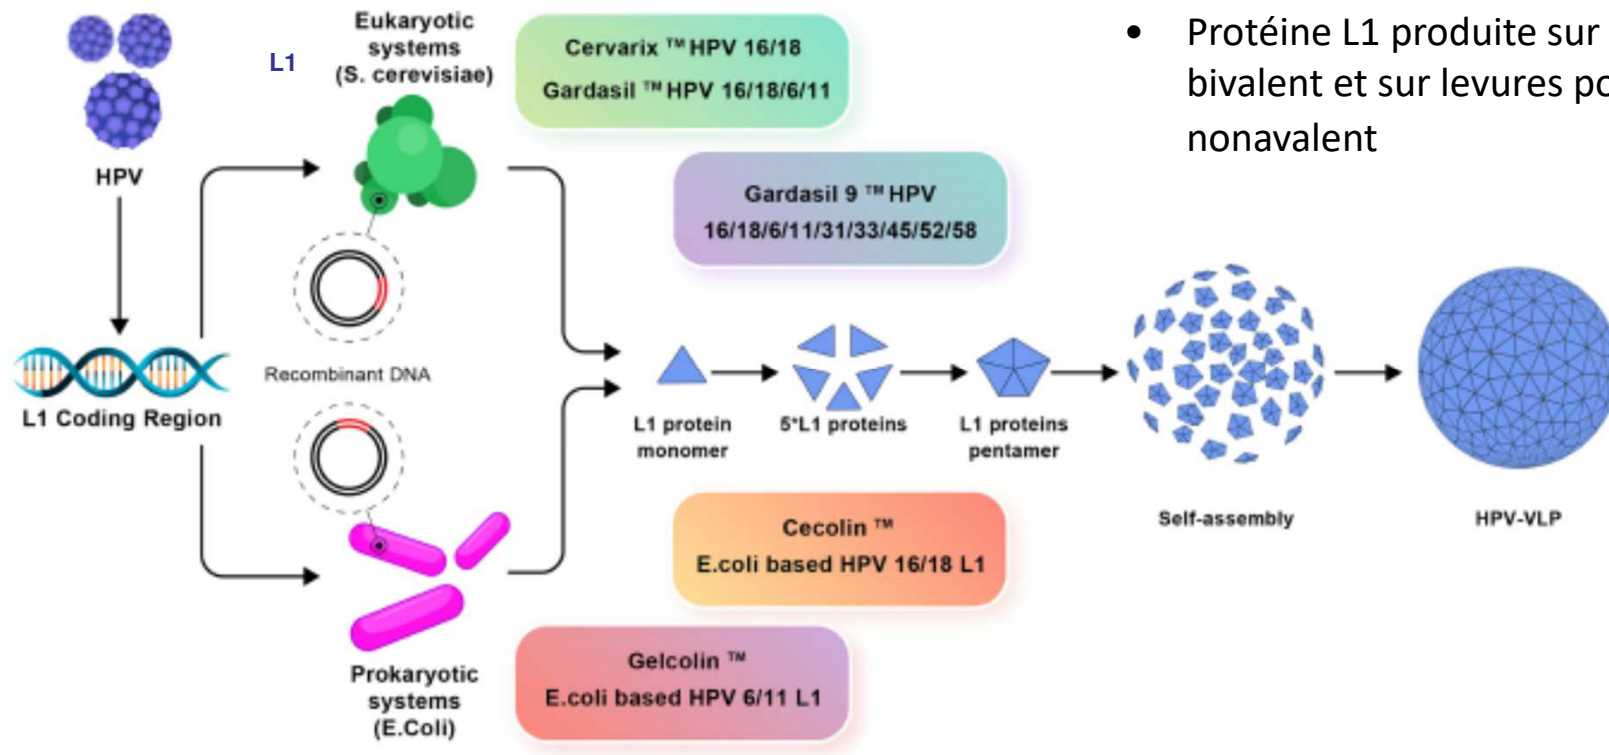 Eukaryotic
systems
(S. cerevisiae)
L1
Cervarix ™ HPV 16/18
Gardasil ™ HPV 16/18/6/11
• Protéine L1 produite sur
bivalent et sur levures
nonavalent
HPV
Gardasil 9 ™ HPV
16/18/6/11/31/33/45/52/58
Recombinant DNA
L1 Coding Region
L1 protein
monomer
5*L1 proteins
L1 proteins
pentamer
Self-assembly
HPV-VLP
Cecolin ™
E.coli based HPV 16/18 L1
Gelcolin ™
E.coli based HPV 6/11 L1
Prokaryotic
systems
(E.Coli)